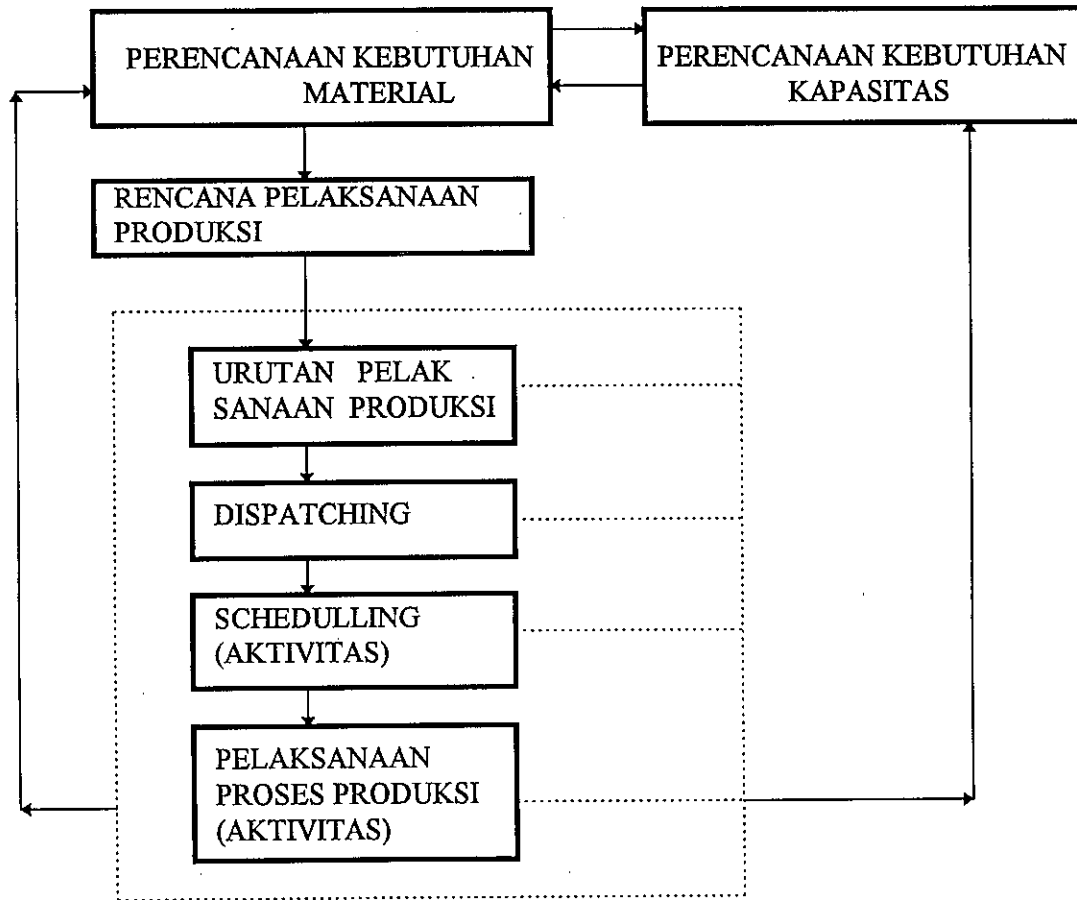 PERENCANAAN KEBUTUHAN
MATERIAL
PERENCANAAN KEBUTUHAN
KAPASITAS
RENCANA PELAKSANAAN
PRODUKSI
URUTAN PELAK
SANAAN PRODUKSI
DISPATCHING
SCHEDULLING
(AKTIVITAS)
PELAKSANAAN
PROSES PRODUKSI
(AKTIVITAS)